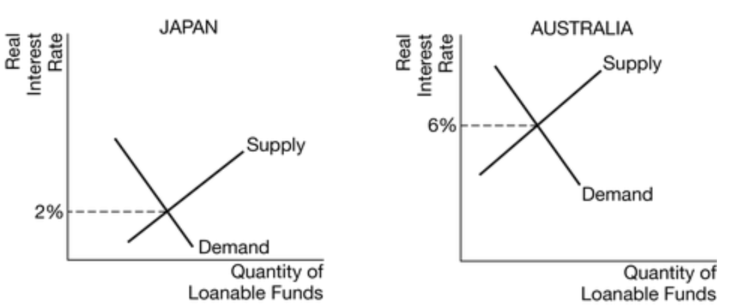 JAPAN
Real
Interest
Rate
Supply
2%
Demand
Quantity of
Loanable Funds
AUSTRALIA
Real
Interest
Rate
Supply
6%
Demand
Quantity of
Loanable Funds